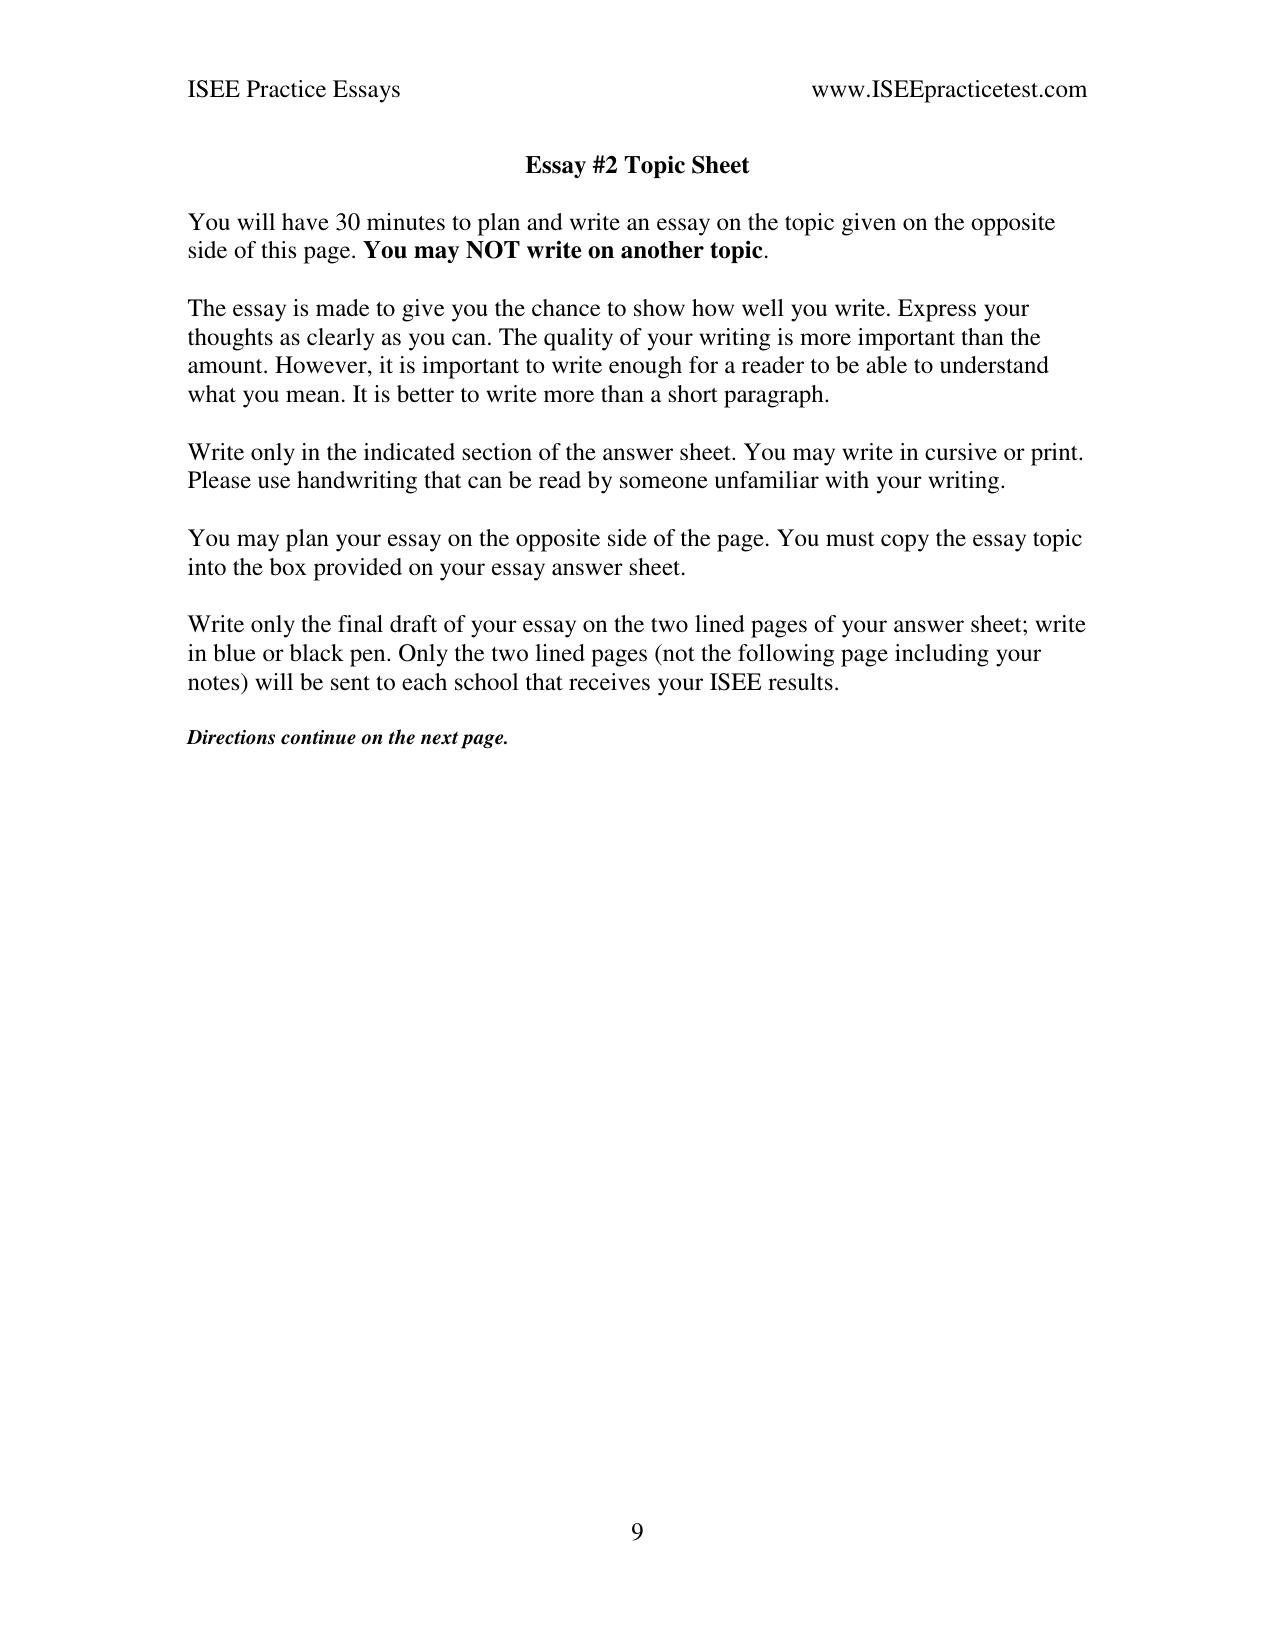 ISEE Practice Essays www.ISEEpracticetest.com
Essay #2 Topic Sheet
You will have 30 minutes to plan and write an essay on the topic given on the opposite
side of this page. You may NOT write on another topic.
The essay is made to give you the chance to show how well you write. Express your
thoughts as clearly as you can. The quality of your writing is more important than the
amount. However, it is important to write enough for a reader to be able to understand
what you mean. It is better to write more than a short paragraph.
Write only in the indicated section of the answer sheet. You may write in cursive or print.
Please use handwriting that can be read by someone unfamiliar with your writing.
You may plan your essay on the opposite side of the page. You must copy the essay topic
into the box provided on your essay answer sheet.
Write only the final draft of your essay on the two lined pages of your answer sheet; write
in blue or black pen. Only the two lined pages (not the following page including your
notes) will be sent to each school that receives your ISEE results.
Directions continue on the next page.
9